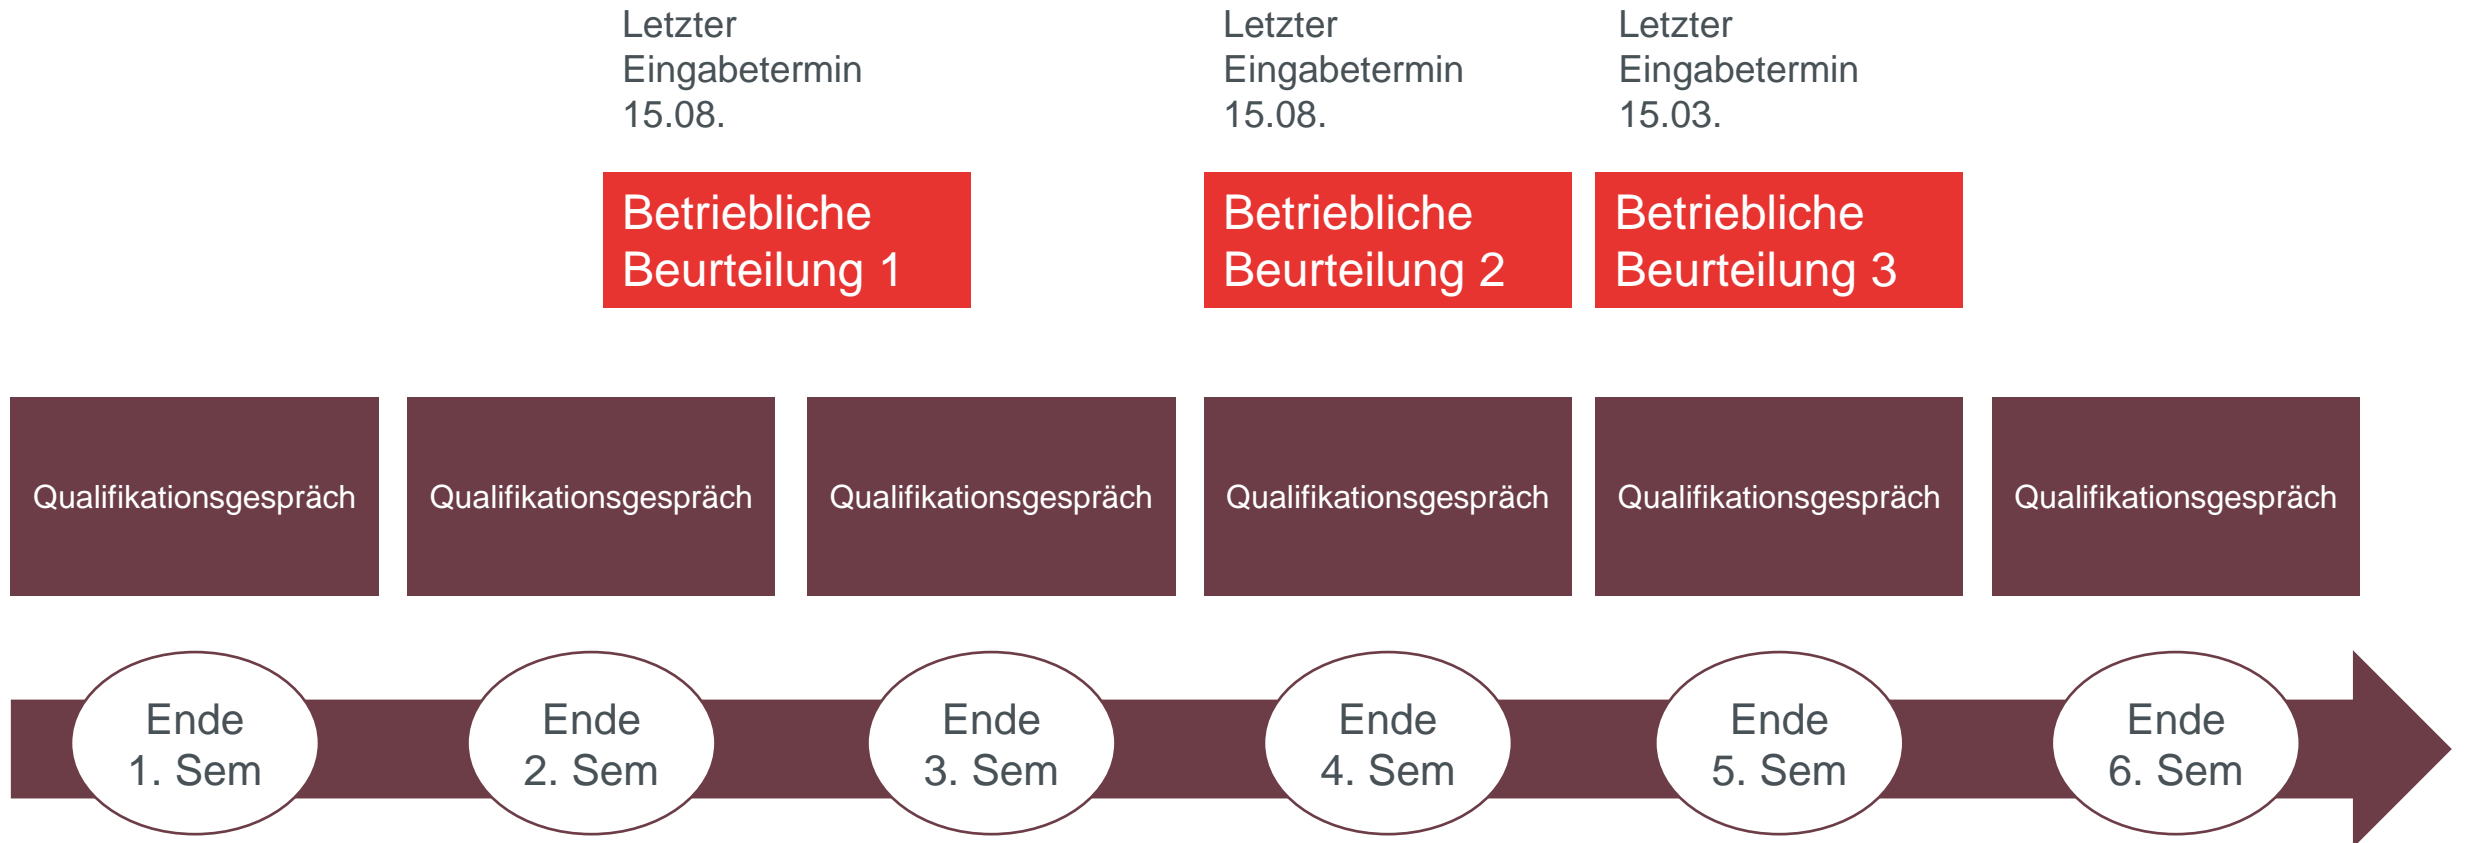 Letzter
Eingabetermin
15.08.
Letzter
Eingabetermin
15.08.
Letzter
Eingabetermin
15.03.
Betriebliche
Beurteilung 1
Betriebliche
Beurteilung 2
Betriebliche
Beurteilung 3
Qualifikationsgespräch
Qualifikationsgespräch
Qualifikationsgespräch
Qualifikationsgespräch
Qualifikationsgespräch
Qualifikationsgespräch
Ende
1. Sem
Ende
2. Sem
Ende
3. Sem
Ende
4. Sem
Ende
5. Sem
Ende
6. Sem